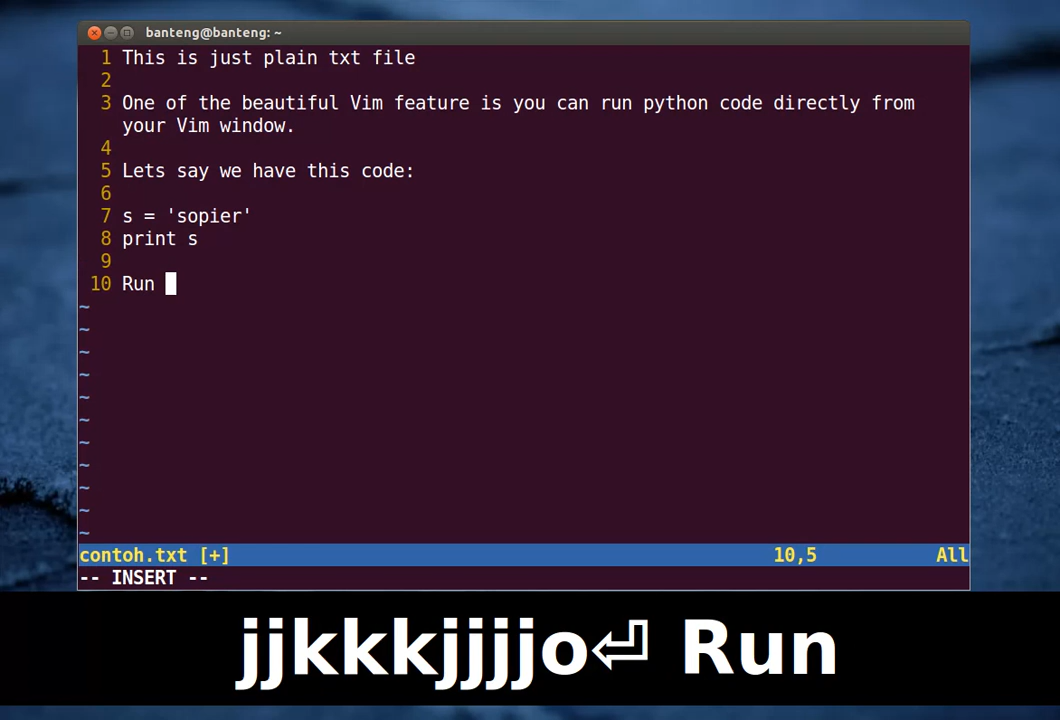 banteng@banteng: ~
1 This is just plain txt file
2
3 One of the beautiful Vim feature is you can run python code directly from
your Vim window.
4
5 Lets say we have this code:
6
7 s = 'sopier'
8 print s
9
10 Run
~
~
~
~
~
~
~
~
~
~
~
contoh.txt [+] 10,5 All
-- INSERT --
jjkkkjjjjo⏎ Run